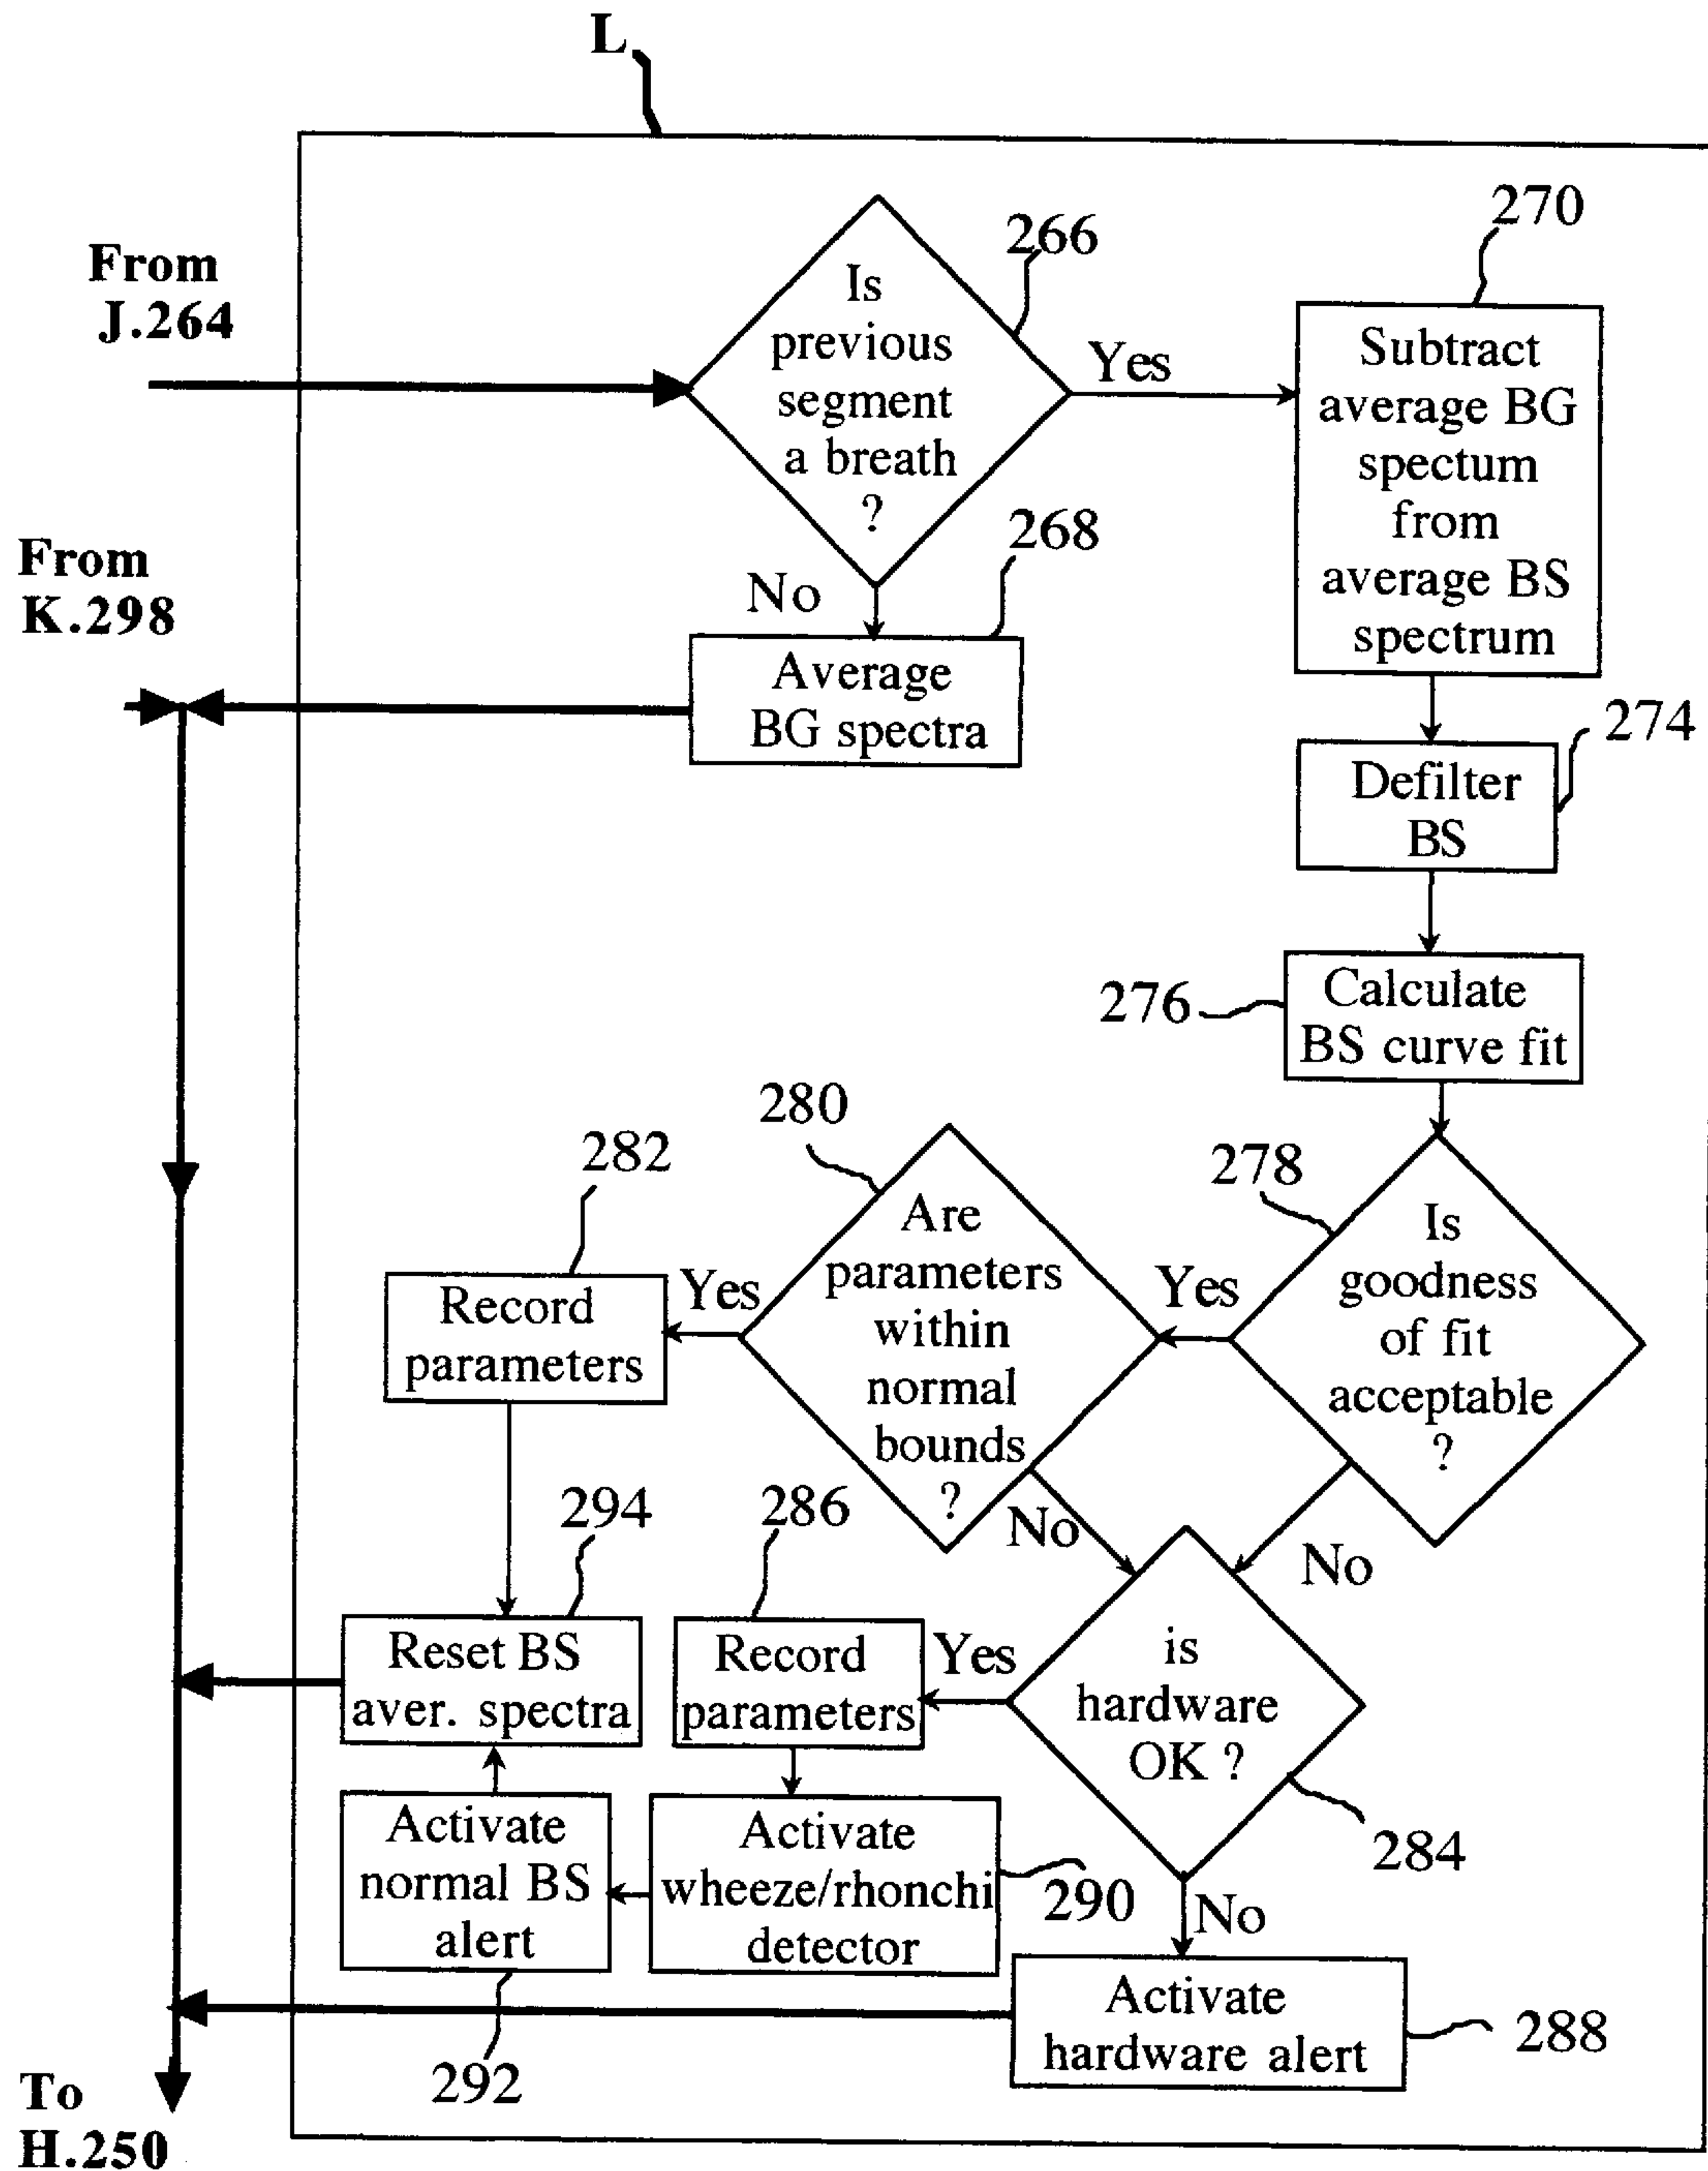 L
From
J.264
266
Is
previous
segment
a breath
?
Yes
270
Subtract
average BG
spectum
from
average BS
spectrum
From
K.298
No
268
Average
BG spectra
274
Defilter
BS
276
Calculate
BS curve fit
280
Are
parameters
within
normal
bounds
?
278
Is
goodness
of fit
acceptable
?
Yes
282
Record
parameters
Yes
No
No
294
Reset BS
aver. spectra
286
Record
parameters
Yes
is
hardware
OK ?
284
Activate
normal BS
alert
292
Activate
wheeze/rhonchi
detector
290
No
Activate
hardware alert
288
To
H.250